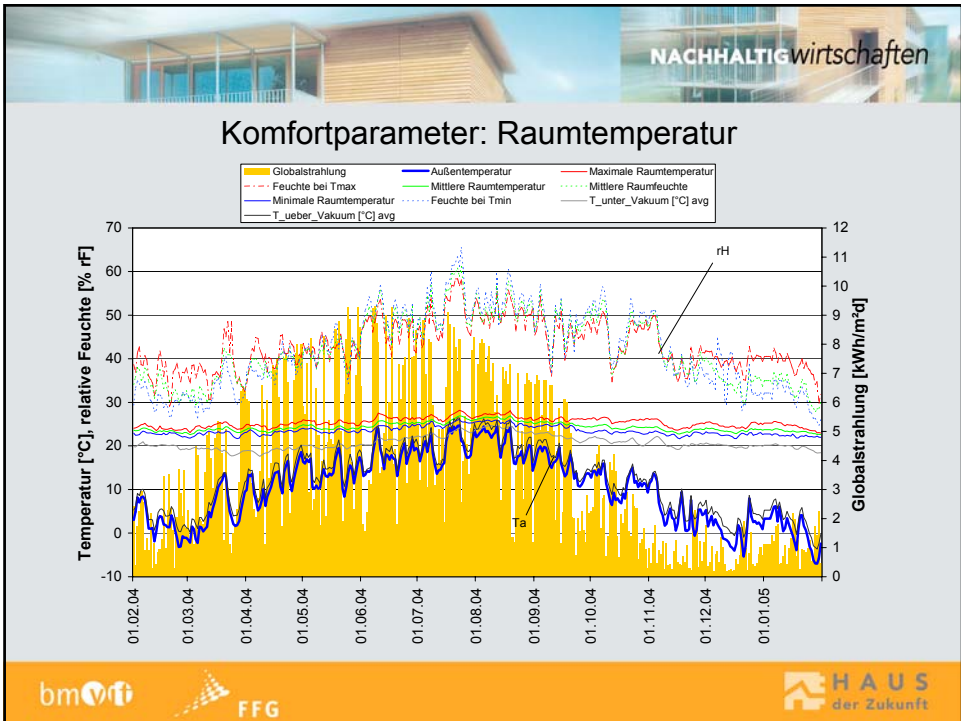 NACHHALTIGwirtschaften
Komfortparameter: Raumtemperatur
Globalstrahlung
Außentemperatur
Maximale Raumtemperatur
Feuchte bei Tmax
Mittlere Raumtemperatur
Mittlere Raumfeuchte
Minimale Raumtemperatur
Feuchte bei Tmin
T_unter_Vakuum [°C] avg
T_ueber_Vakuum [°C] avg
Temperatur [°C], relative Feuchte [% rF]
70
60
50
40
30
20
10
0
-10
rH
Ta
12
11
10
9
8
7
6
5
4
3
2
1
0
Globalstrahlung [kWh/m²d]
01.02.04
01.03.04
01.04.04
01.05.04
01.06.04
01.07.04
01.08.04
01.09.04
01.10.04
01.11.04
01.12.04
01.01.05
bmvit
FFG
HAUS
der Zukunft